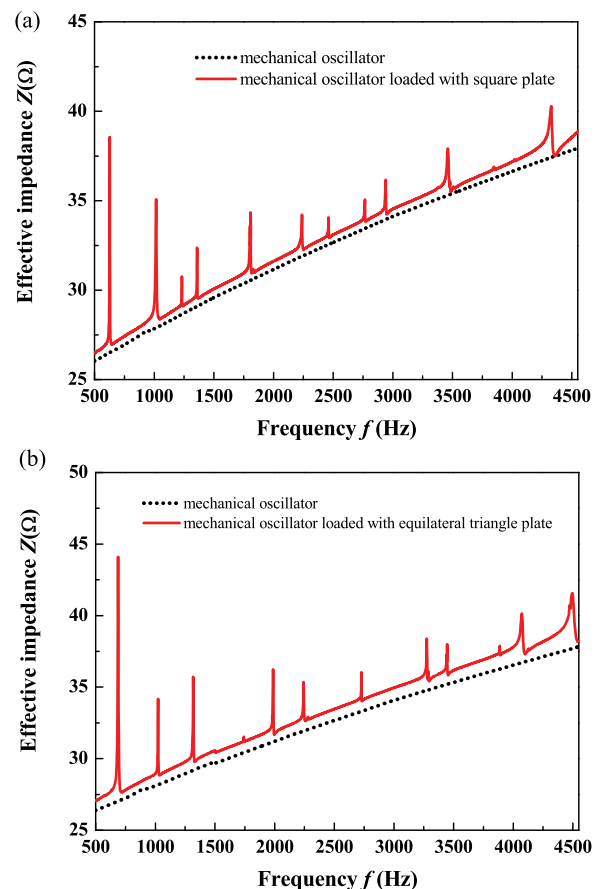 (a)
45
40
35
30
25
Effective impedance Z(Ω)
mechanical oscillator
mechanical oscillator loaded with square plate
500 1000 1500 2000 2500 3000 3500 4000 4500
Frequency f (Hz)
(b)
50
45
40
35
30
25
Effective impedance Z(Ω)
mechanical oscillator
mechanical oscillator loaded with equilateral triangle plate
500 1000 1500 2000 2500 3000 3500 4000 4500
Frequency f (Hz)